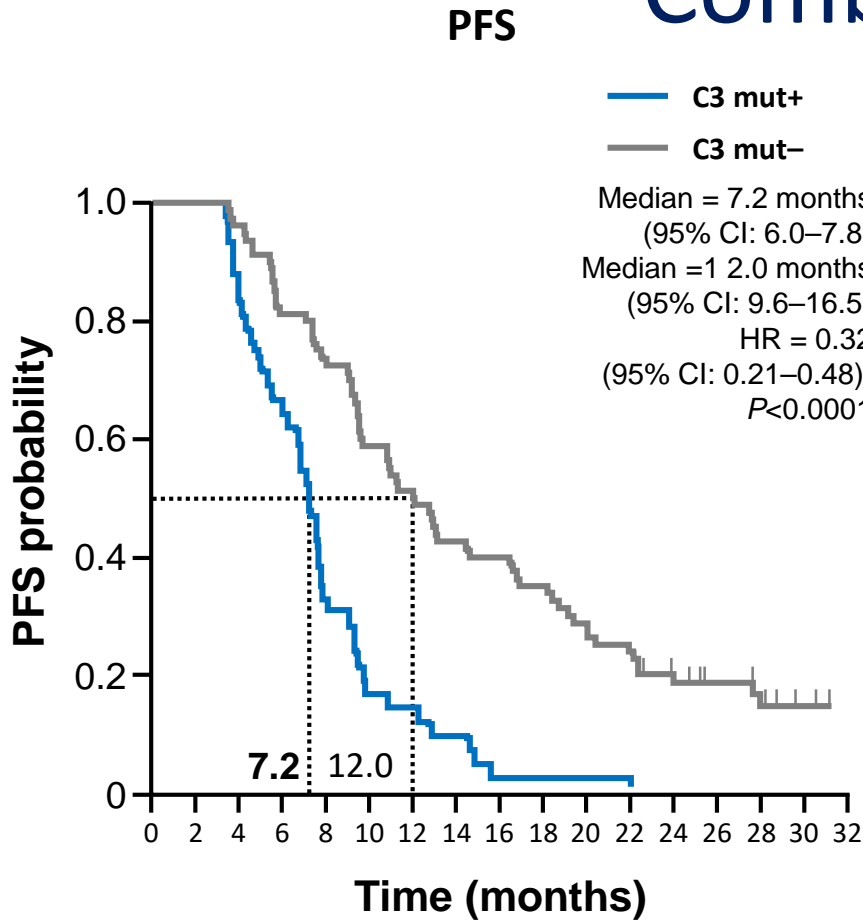 Comb
PFS
C3 mut+
C3 mut–
Median = 7.2 months
(95% CI: 6.0–7.8
Median =1 2.0 months
(95% CI: 9.6–16.5
HR = 0.32
(95% CI: 0.21–0.48)
P<0.0001
1.0
0.8
0.6
0.4
0.2
0
PFS probability
7.2
12.0
0 2 4 6 8 10 12 14 16 18 20 22 24 26 28 30 32
Time (months)